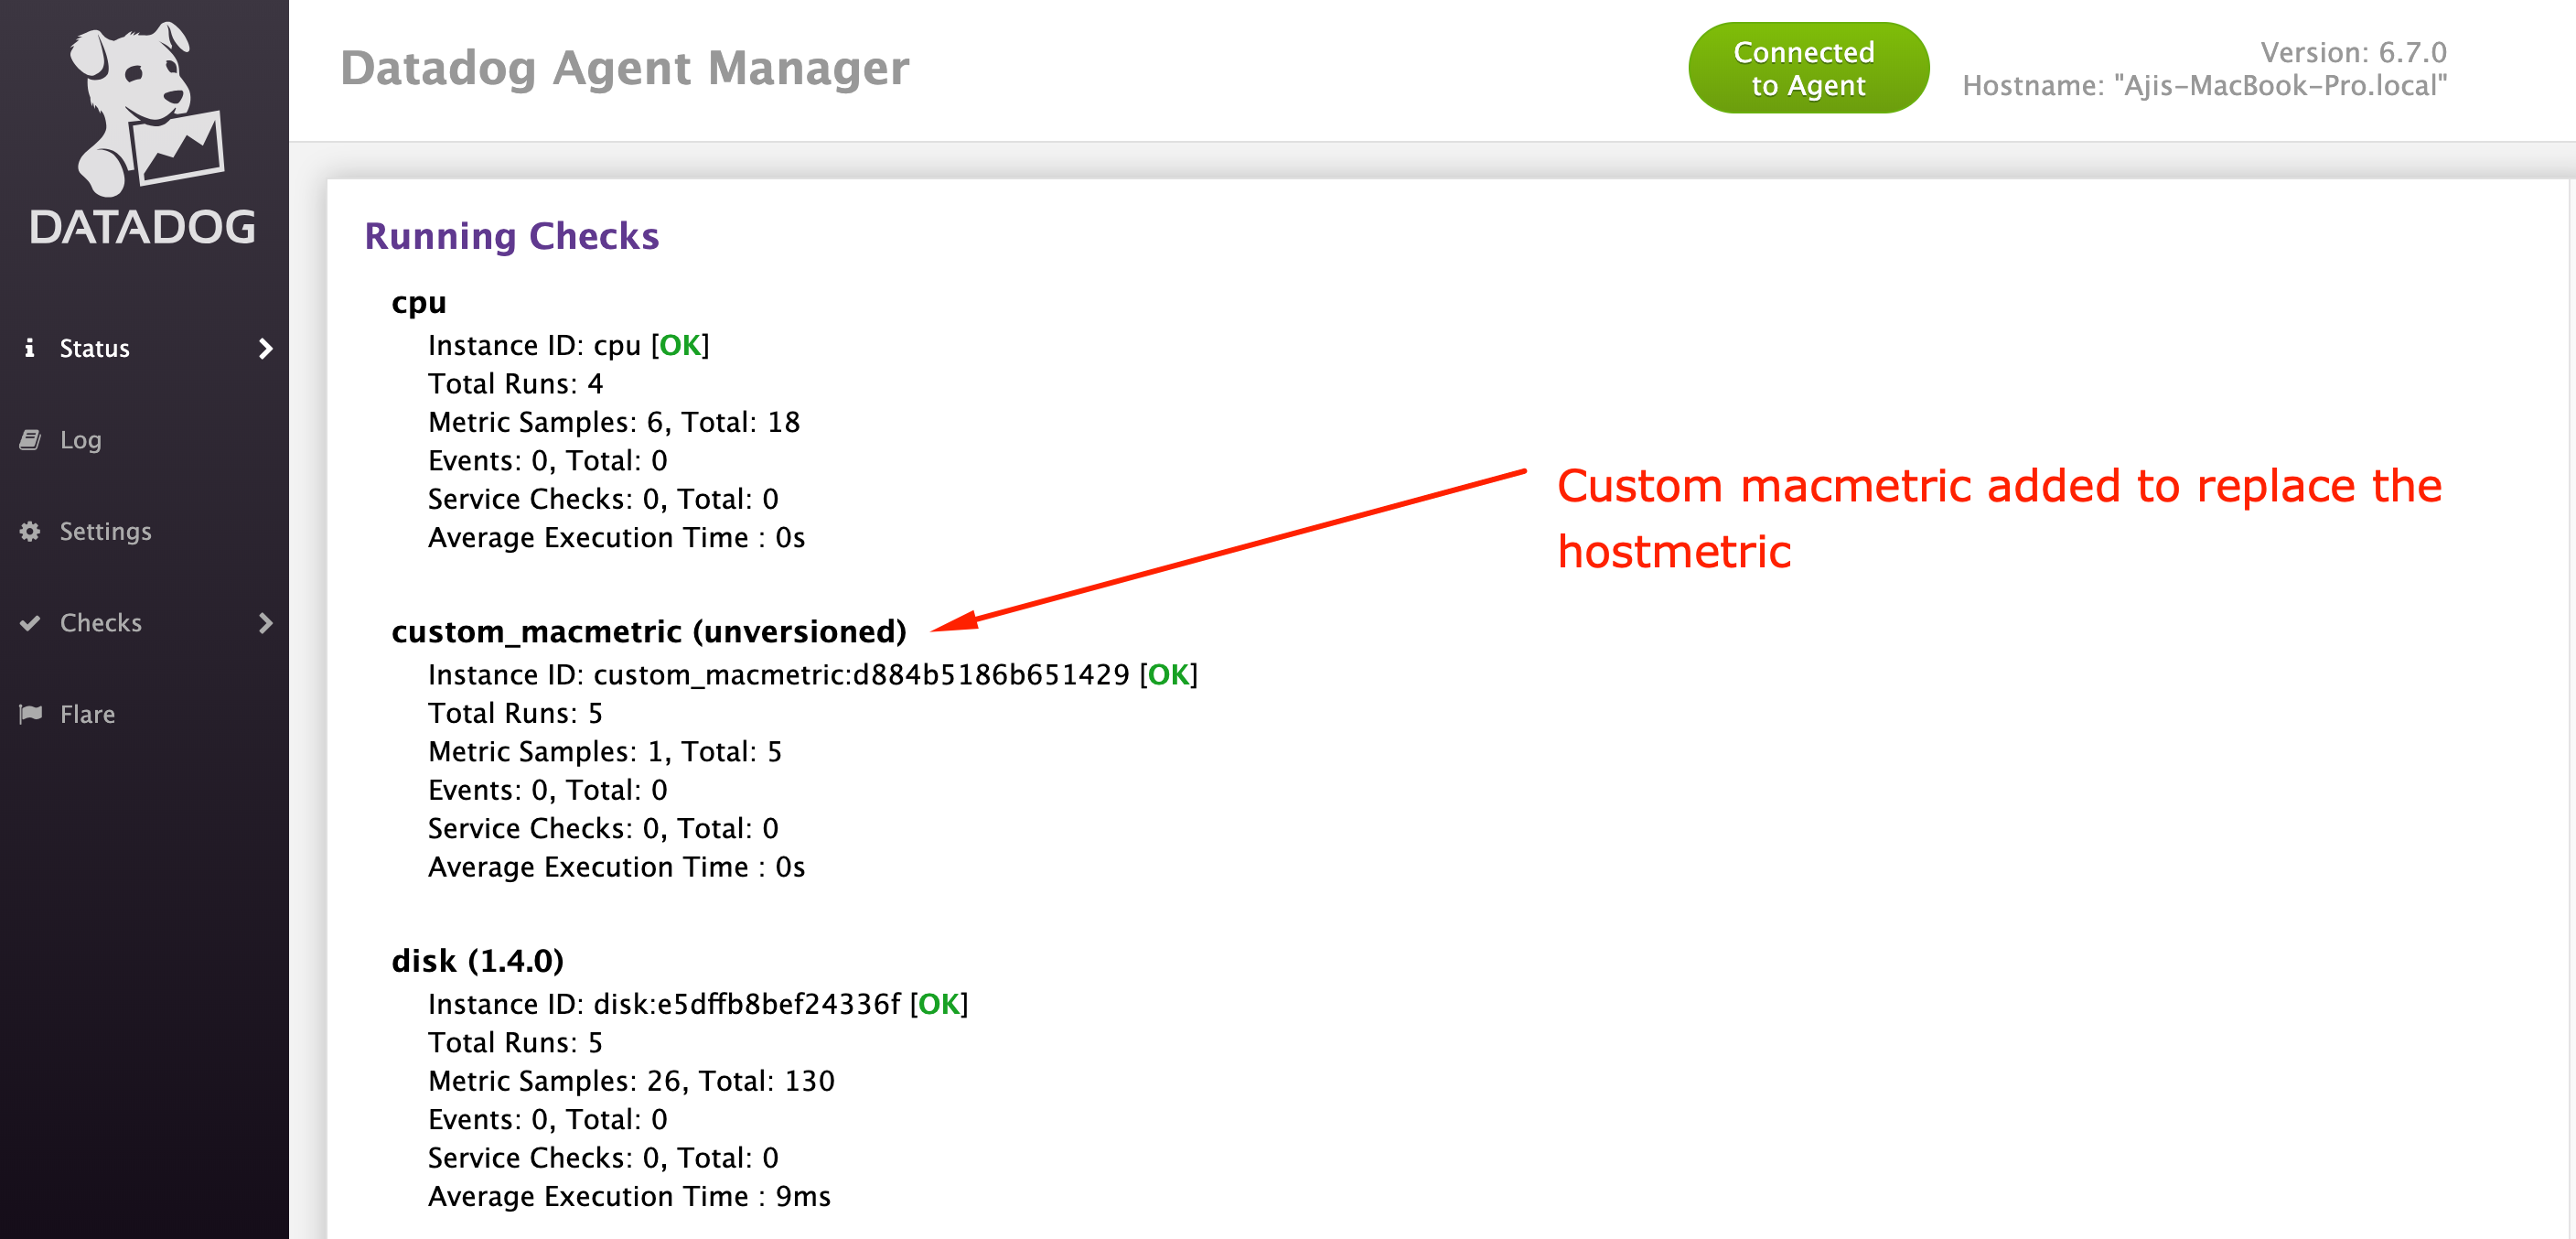 DATADOG
Status
Log
Settings
Checks
Flare
Datadog Agent Manager
Connected
to Agent
Version: 6.7.0
Hostname: "Ajis-MacBook-Pro.local"
Running Checks
cpu
Instance ID: cpu [OK]
Total Runs: 4
Metric Samples: 6, Total: 18
Events: 0, Total: 0
Service Checks: 0, Total: 0
Average Execution Time : 0s
Custom macmetric added to replace the
hostmetric
custom_macmetric (unversioned)
Instance ID: custom_macmetric:d884b5186b651429 [OK]
Total Runs: 5
Metric Samples: 1, Total: 5
Events: 0, Total: 0
Service Checks: 0, Total: 0
Average Execution Time : 0s
disk (1.4.0)
Instance ID: disk:e5dffb8bef24336f [OK]
Total Runs: 5
Metric Samples: 26, Total: 130
Events: 0, Total: 0
Service Checks: 0, Total: 0
Average Execution Time : 9ms